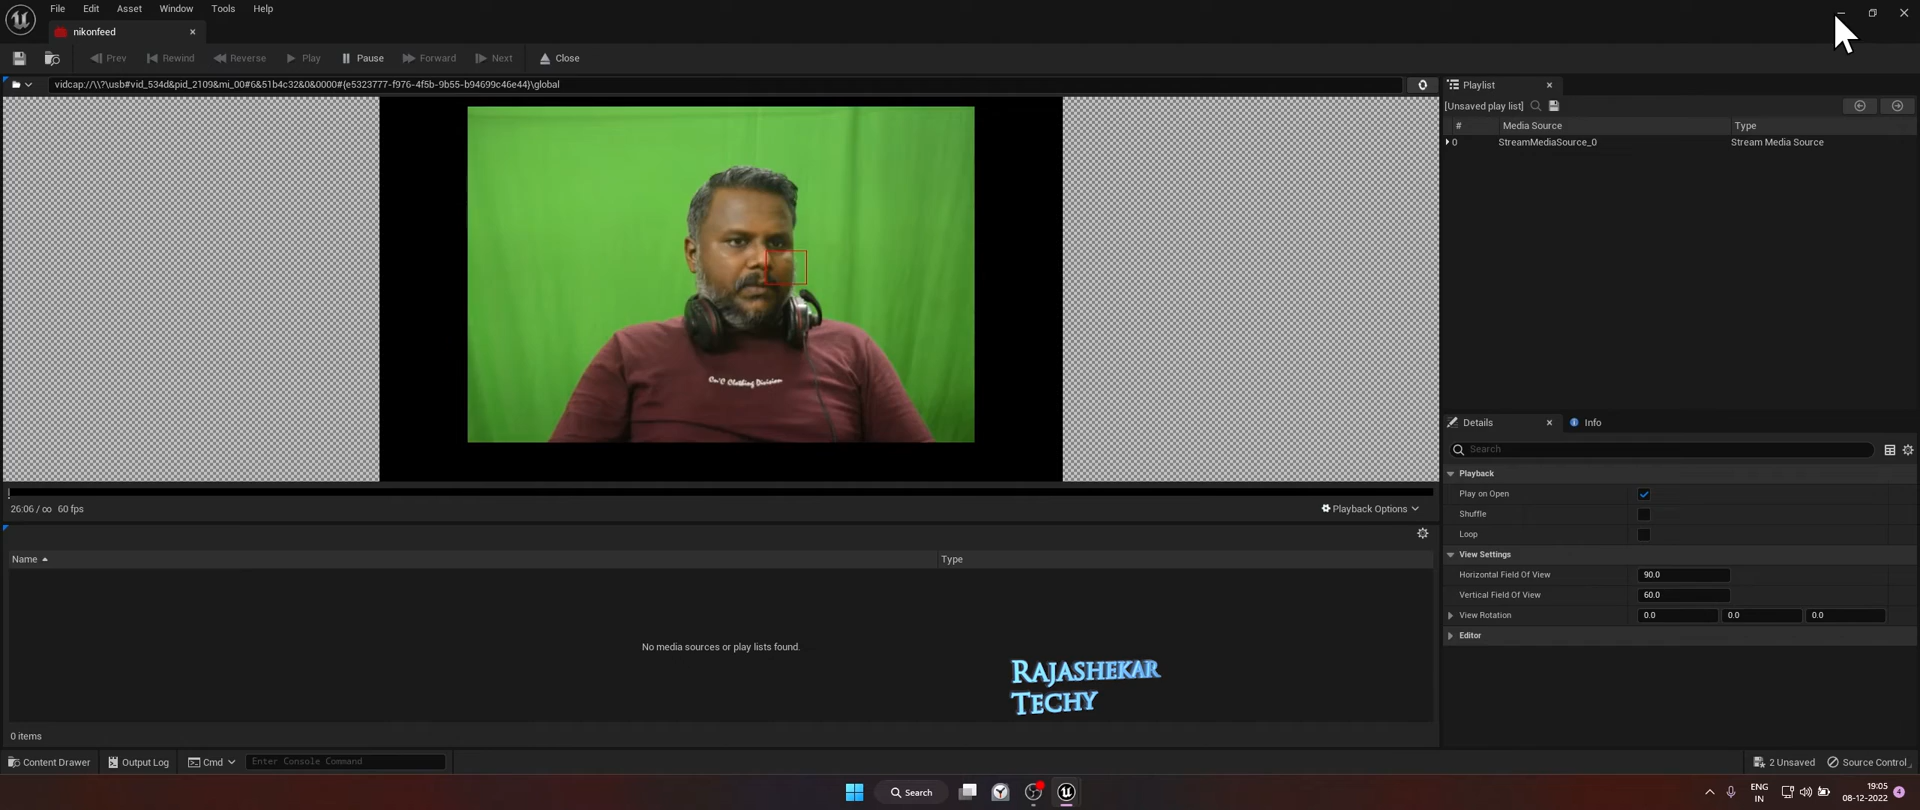 File Edit Asset Window Tools Help
nikonfeed
Prev Rewind Reverse Play Pause Forward Next Close
vidcap://\\?\usb#vid_534d&pid_2109&mi_00#6&51b4c32&0&0000#{e5323777-f976-4f5b-9b55-b94699c46e44}\global
Playlist
[Unsaved play list]
# Media Source Type
0 StreamMediaSource_0 Stream Media Source
Cn'C Clothing Division
26:06 / ∞ 60 fps
Playback Options
Details Info
Search
Playback
Play on Open
Shuffle
Loop
View Settings
Horizontal Field Of View 90.0
Vertical Field Of View 60.0
View Rotation 0.0 0.0 0.0
Editor
Name Type
No media sources or play lists found.
RAJASHEKAR
TECHY
0 items
Content Drawer Output Log Cmd Enter Console Command
2 Unsaved Source Control
Search
ENG
IN
19:05
08-12-2022
4